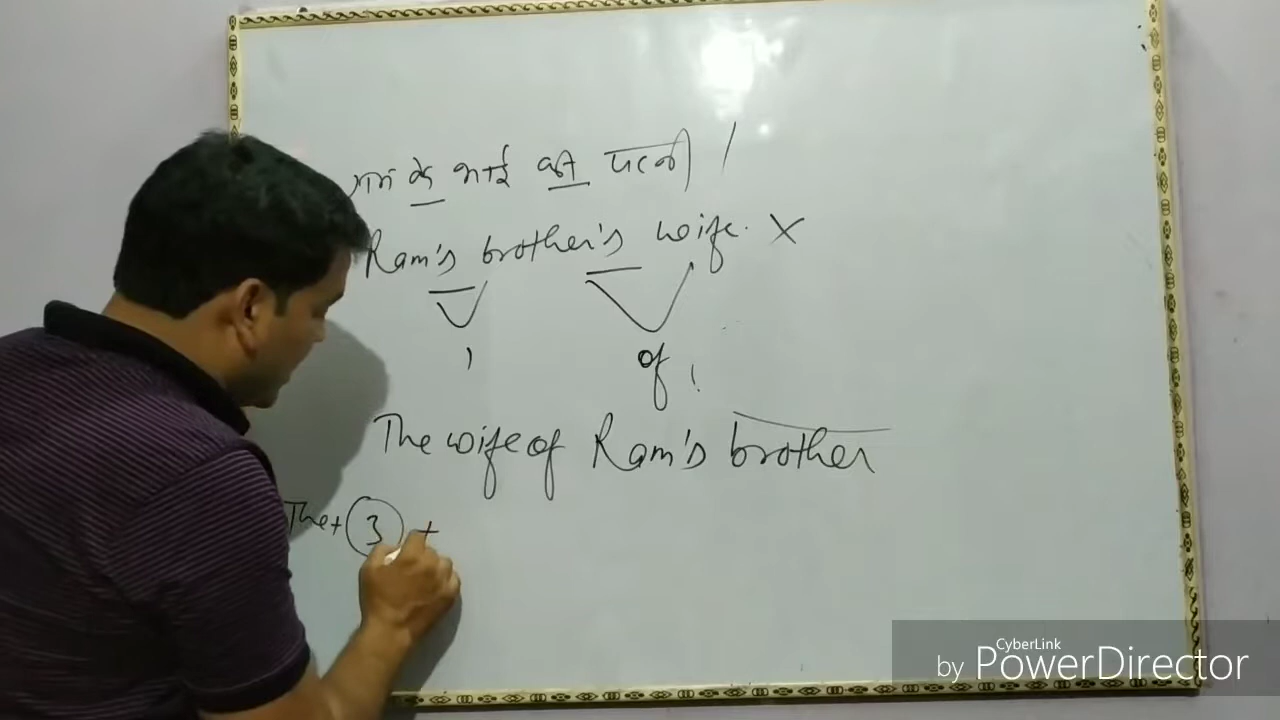 राम के भाई की पत्नी /
Ram's brother's wife. X
' of !
The wife of Ram's brother
The + 3 +
CyberLink
by PowerDirector